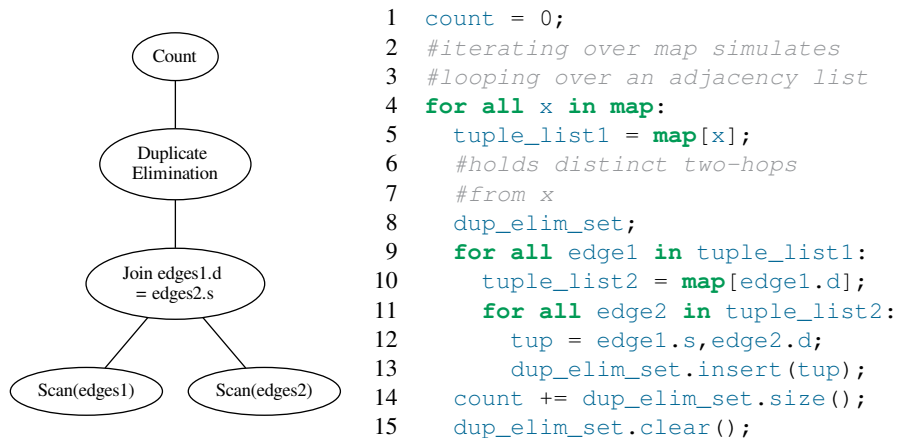 Count
Duplicate
Elimination
Join edges1.d
= edges2.s
Scan(edges1)
Scan(edges2)
1 count = 0;
2 #iterating over map simulates
3 #looping over an adjacency list
4 for all x in map:
5   tuple_list1 = map[x];
6   #holds distinct two-hops
7   #from x
8   dup_elim_set;
9   for all edge1 in tuple_list1:
10     tuple_list2 = map[edge1.d];
11       for all edge2 in tuple_list2:
12         tup = edge1.s,edge2.d;
13         dup_elim_set.insert(tup);
14   count += dup_elim_set.size();
15   dup_elim_set.clear();